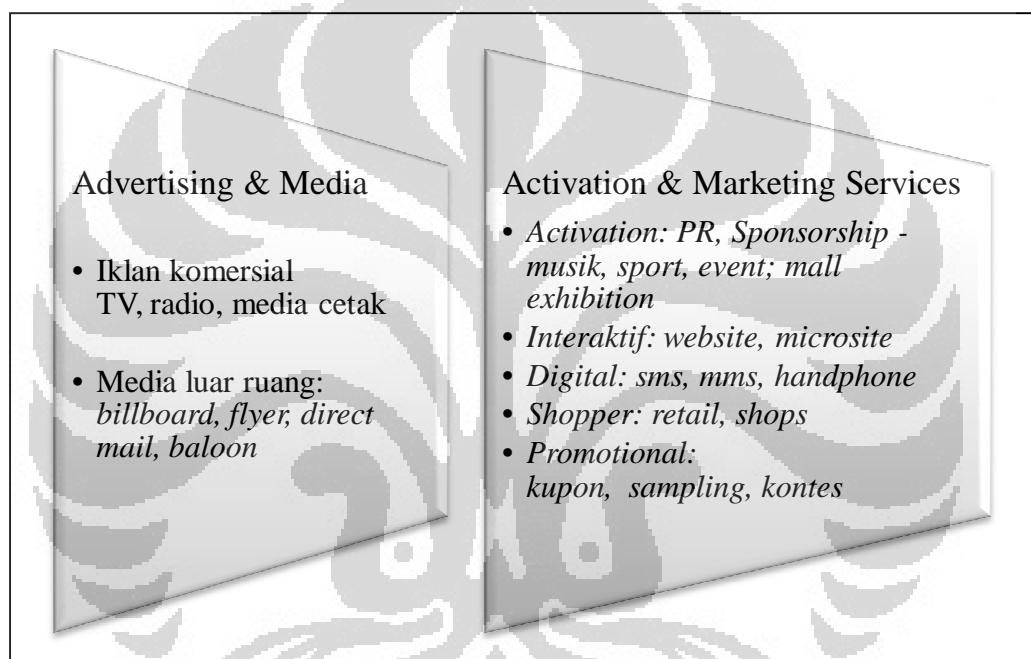 Advertising & Media
• Iklan komersial
TV, radio, media cetak
• Media luar ruang:
billboard, flyer, direct
mail, baloon
Activation & Marketing Services
• Activation: PR, Sponsorship -
musik, sport, event; mall
exhibition
• Interaktif: website, microsite
• Digital: sms, mms, handphone
• Shopper: retail, shops
• Promotional:
kupon, sampling, kontes